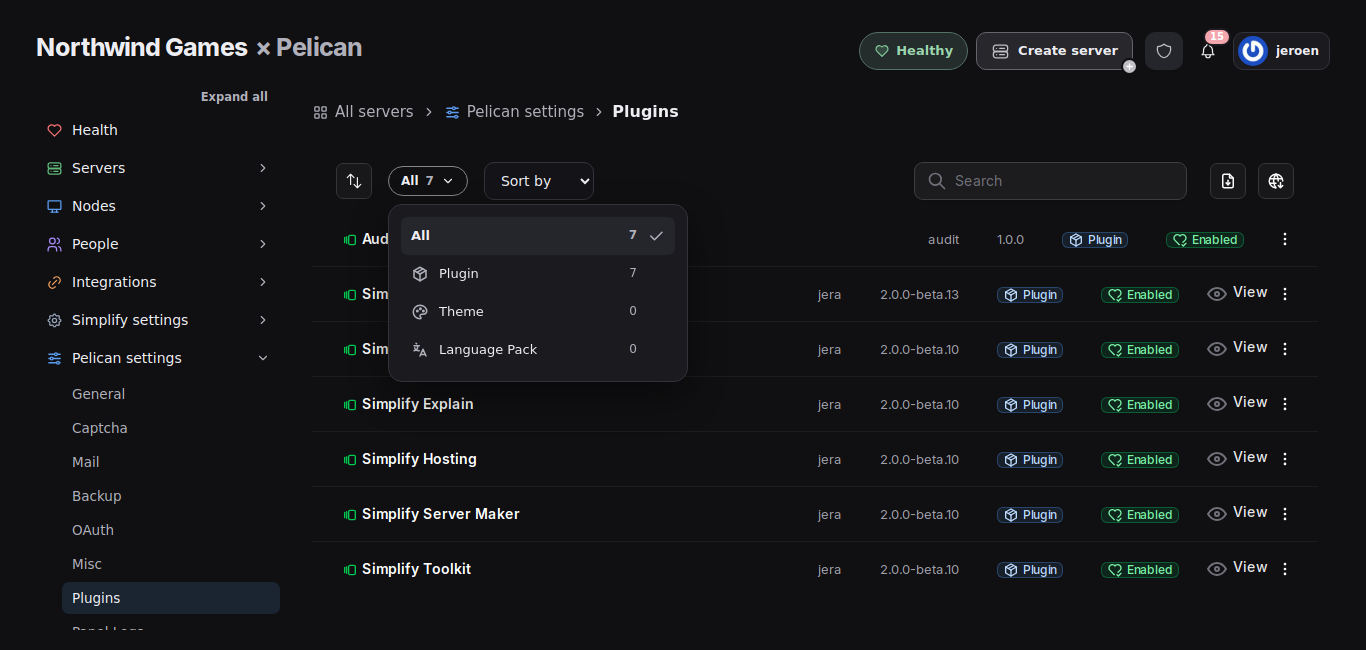 Northwind Games × Pelican
Healthy
Create server
15
jeroen
Expand all
Health
Servers
Nodes
People
Integrations
Simplify settings
Pelican settings
General
Captcha
Mail
Backup
OAuth
Misc
Plugins
All servers > Pelican settings > Plugins
All 7
Sort by
Search
All 7
Plugin 7
Theme 0
Language Pack 0
Aud audit 1.0.0 Plugin Enabled
Sim jera 2.0.0-beta.13 Plugin Enabled View
Sim jera 2.0.0-beta.10 Plugin Enabled View
Simplify Explain jera 2.0.0-beta.10 Plugin Enabled View
Simplify Hosting jera 2.0.0-beta.10 Plugin Enabled View
Simplify Server Maker jera 2.0.0-beta.10 Plugin Enabled View
Simplify Toolkit jera 2.0.0-beta.10 Plugin Enabled View